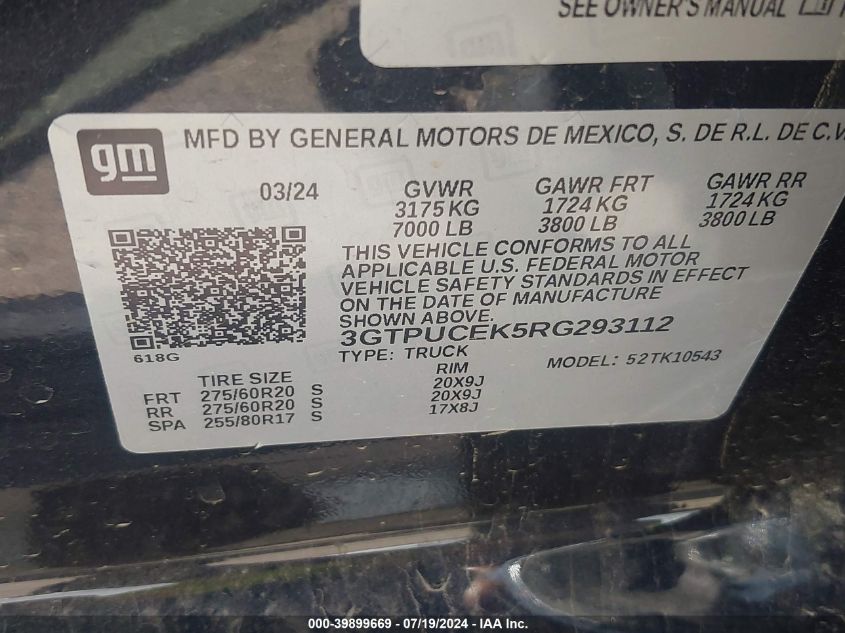 SEE OWNER'S MANUAL
gm
MFD BY GENERAL MOTORS DE MEXICO, S. DE R.L. DE C.V.
03/24
GVWR GAWR FRT GAWR RR
3175 KG 1724 KG 1724 KG
7000 LB 3800 LB 3800 LB
THIS VEHICLE CONFORMS TO ALL
APPLICABLE U.S. FEDERAL MOTOR
VEHICLE SAFETY STANDARDS IN EFFECT
ON THE DATE OF MANUFACTURE
SHOWN ABOVE.
3GTPUCEK5RG293112
TYPE: TRUCK MODEL: 52TK10543
618G
TIRE SIZE RIM
FRT 275/60R20 S 20X9J
RR 275/60R20 S 20X9J
SPA 255/80R17 S 17X8J
000-39899669 - 07/19/2024 - IAA Inc.